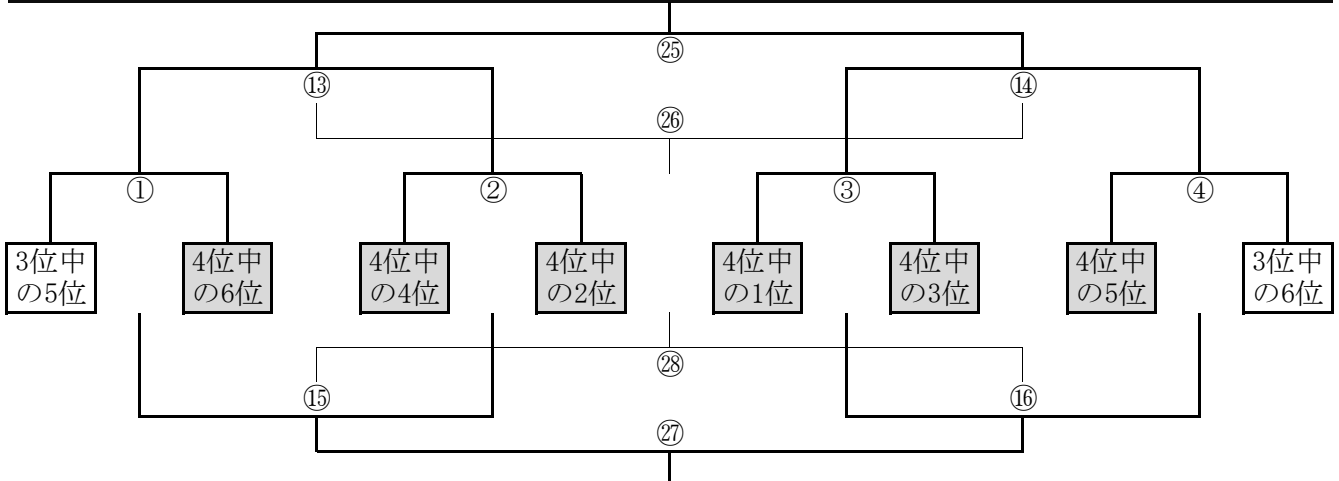 ㉕
⑬
⑭
㉖
①
②
③
④
3位中
の5位
4位中
の6位
4位中
の4位
4位中
の2位
4位中
の1位
4位中
の3位
4位中
の5位
3位中
の6位
㉘
⑮
⑯
㉗